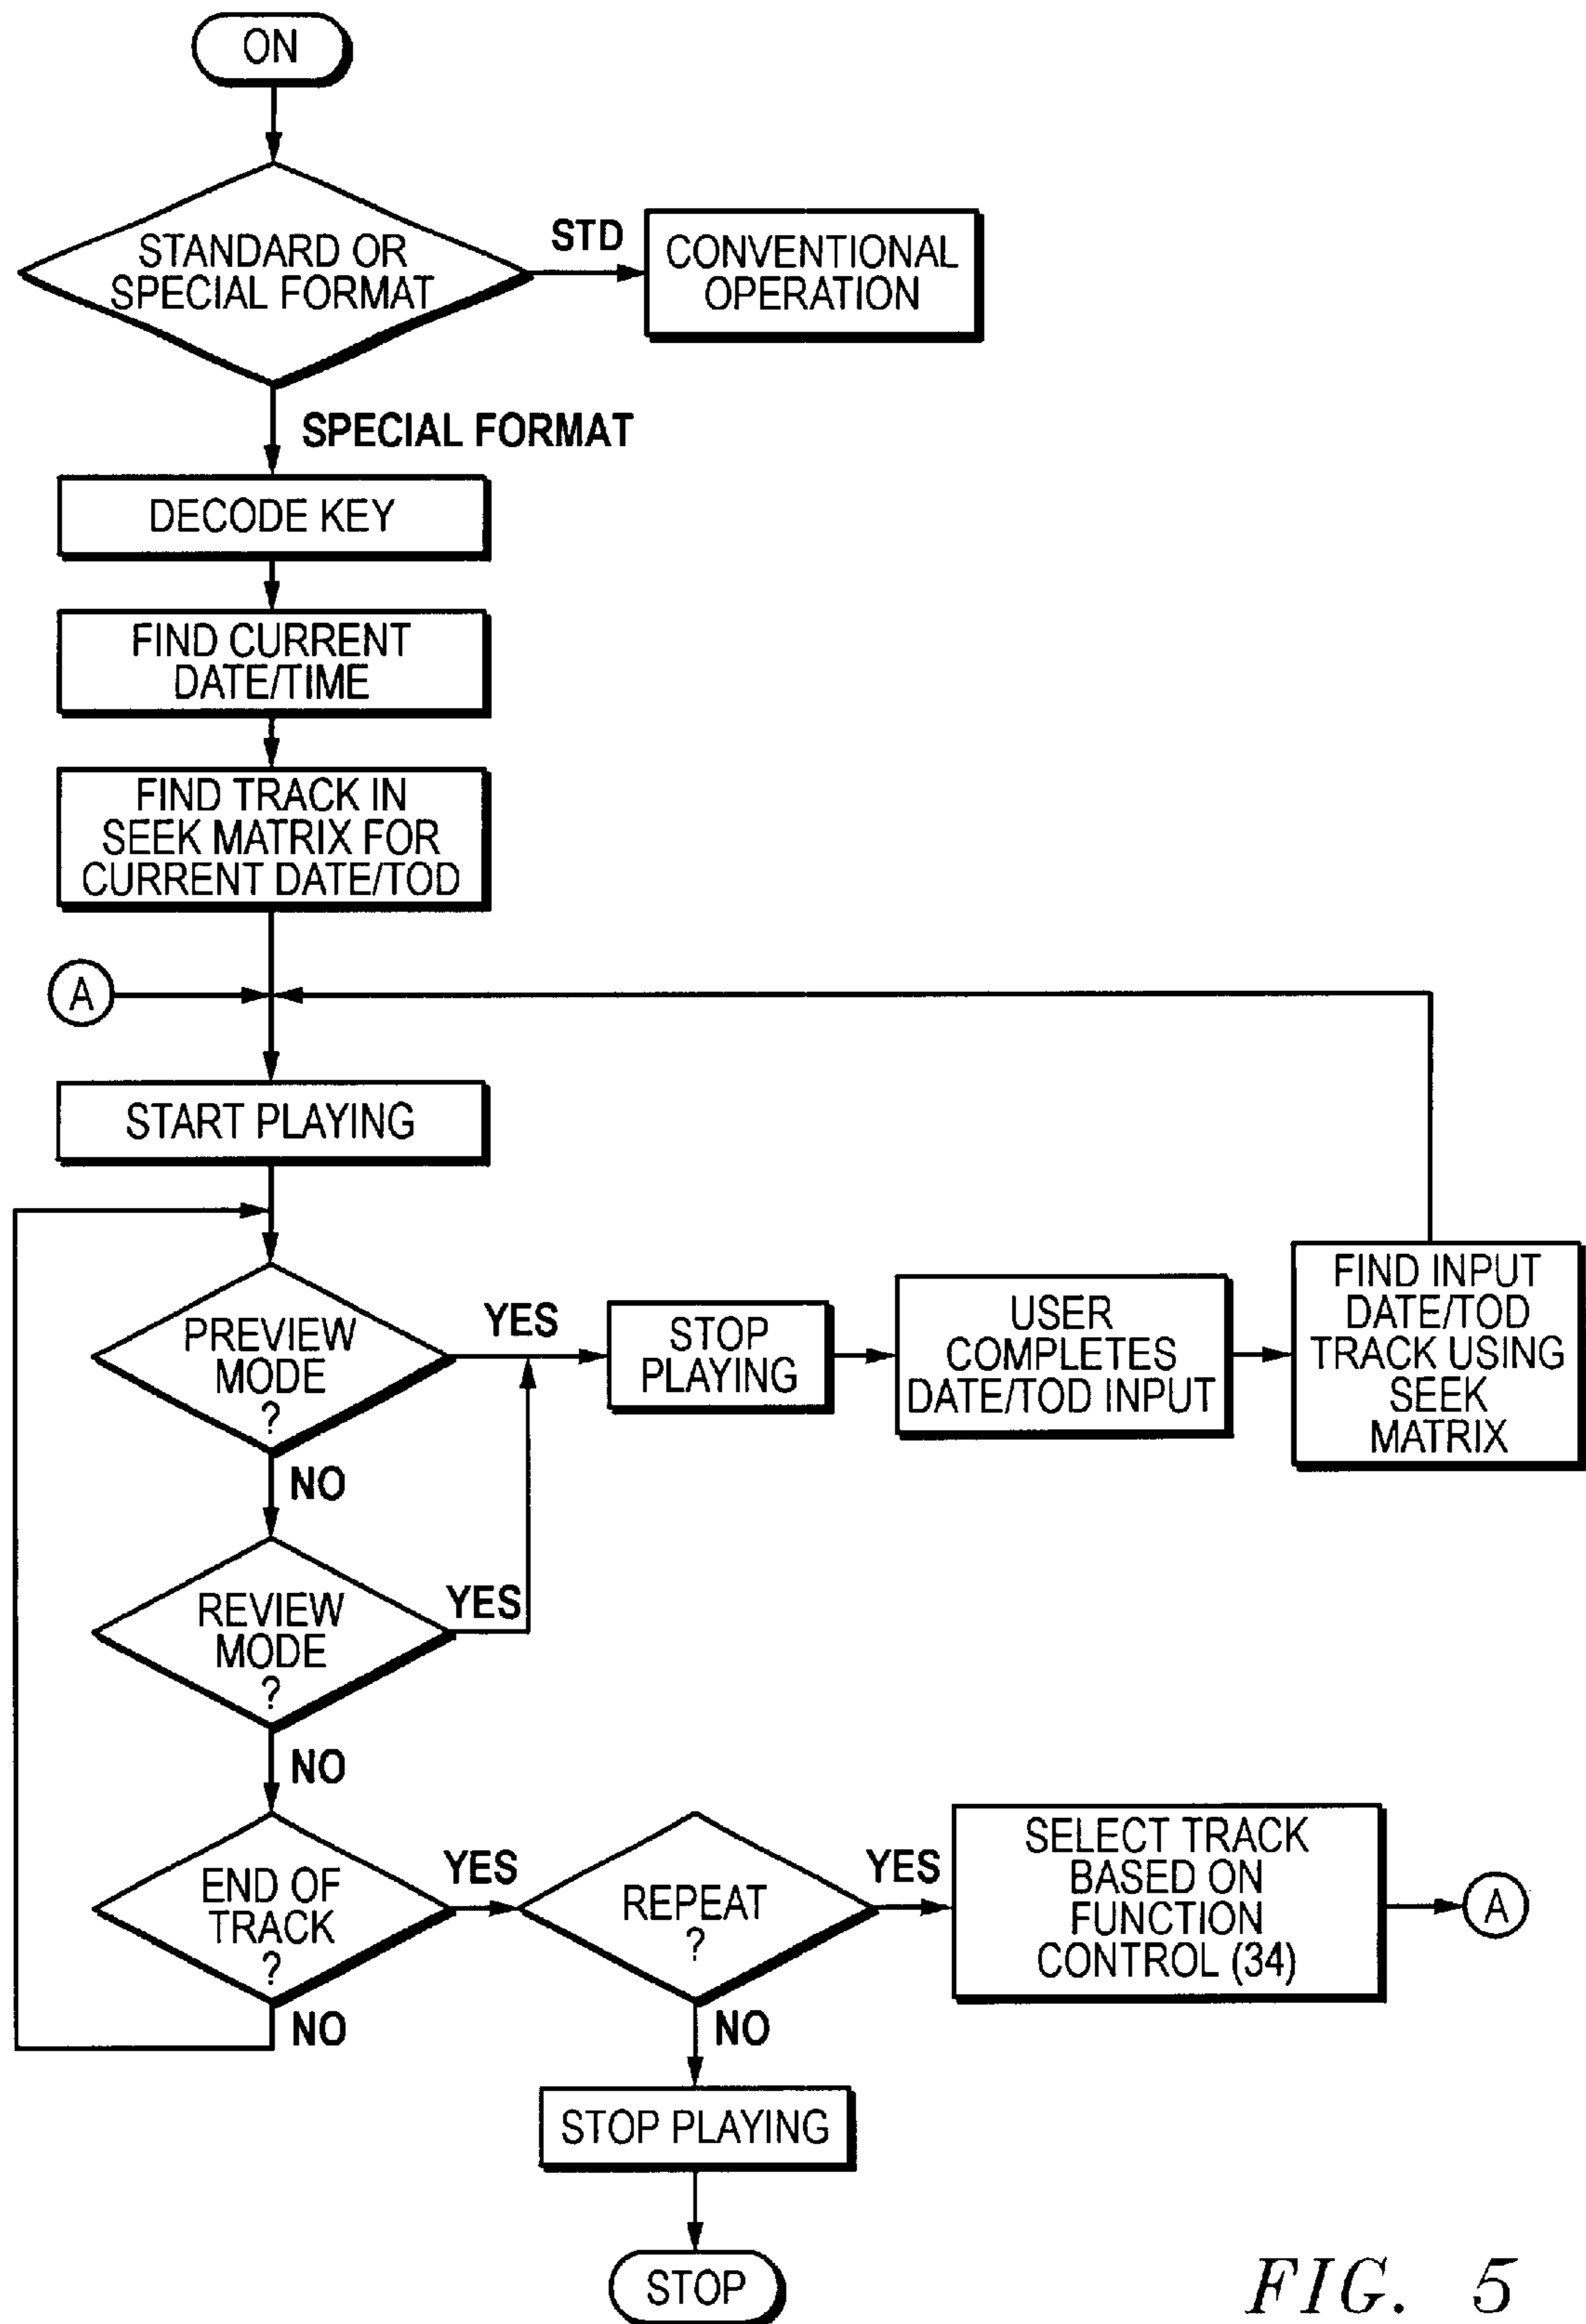 ON
STANDARD OR
SPECIAL FORMAT
STD
CONVENTIONAL
OPERATION
SPECIAL FORMAT
DECODE KEY
FIND CURRENT
DATE/TIME
FIND TRACK IN
SEEK MATRIX FOR
CURRENT DATE/TOD
A
START PLAYING
PREVIEW
MODE
?
YES
STOP
PLAYING
USER
COMPLETES
DATE/TOD INPUT
FIND INPUT
DATE/TOD
TRACK USING
SEEK
MATRIX
NO
REVIEW
MODE
?
YES
NO
END OF
TRACK
?
YES
REPEAT
?
YES
SELECT TRACK
BASED ON
FUNCTION
CONTROL (34)
A
NO
NO
STOP PLAYING
STOP
FIG. 5